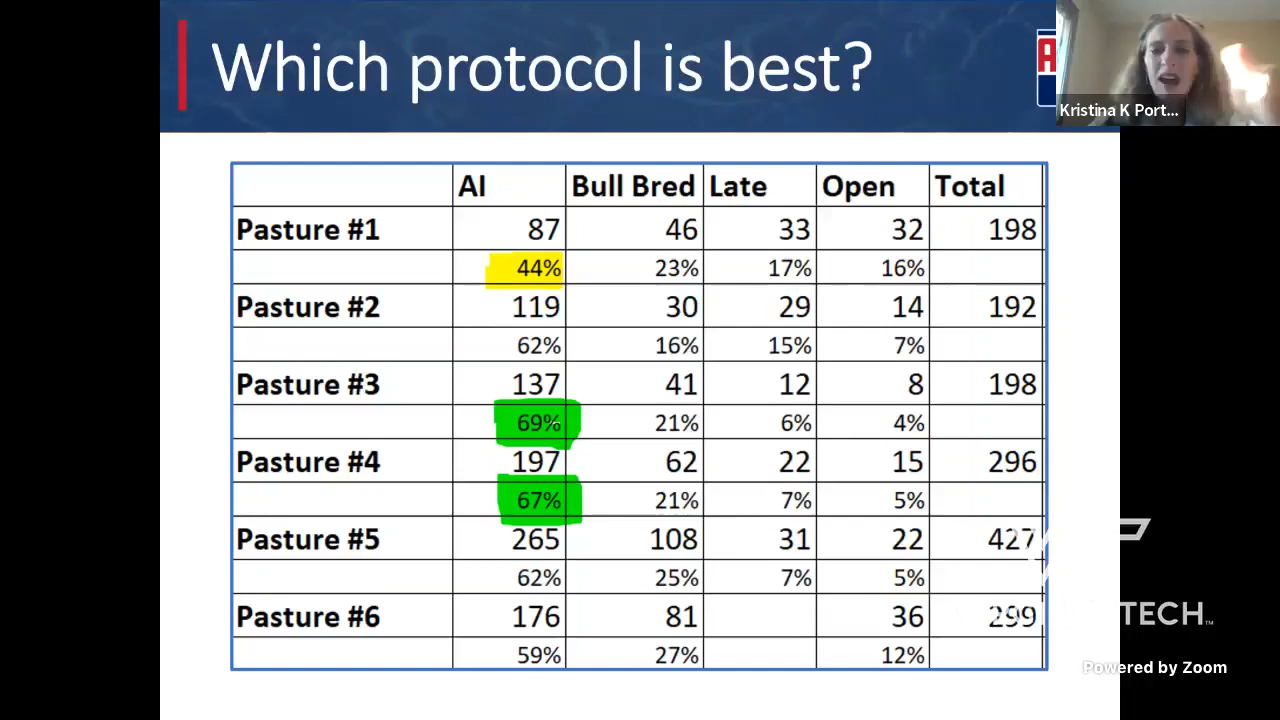 Which protocol is best?
A
Kristina K Port...
AI Bull Bred Late Open Total
Pasture #1 87 46 33 32 198
44% 23% 17% 16%
Pasture #2 119 30 29 14 192
62% 16% 15% 7%
Pasture #3 137 41 12 8 198
69% 21% 6% 4%
Pasture #4 197 62 22 15 296
67% 21% 7% 5%
Pasture #5 265 108 31 22 427
62% 25% 7% 5%
Pasture #6 176 81 36 299
TECH™
59% 27% 12%
Powered by Zoom